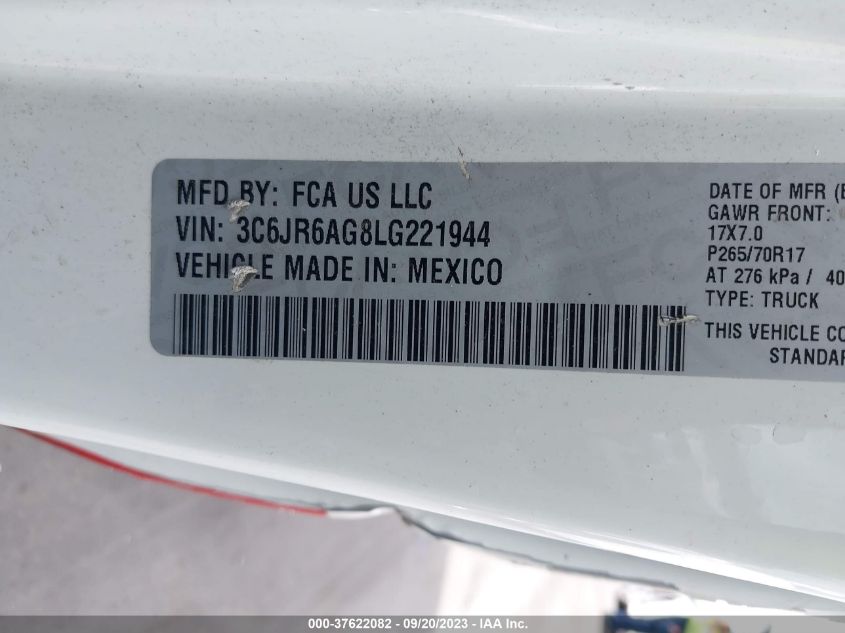 MFD BY: FCA US LLC
VIN: 3C6JR6AG8LG221944
VEHICLE MADE IN: MEXICO
DATE OF MFR (
GAWR FRONT:
17X7.0
P265/70R17
AT 276 kPa / 40
TYPE: TRUCK
THIS VEHICLE CO
STANDAR
000-37622082 - 09/20/2023 - IAA Inc.